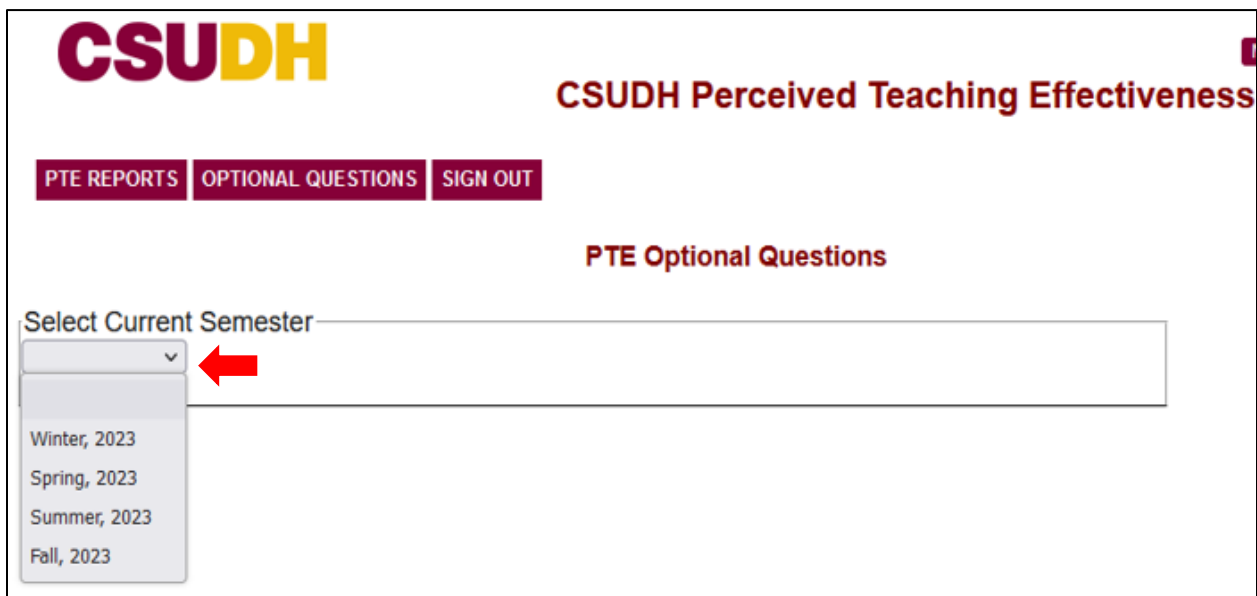 CSUDH
CSUDH Perceived Teaching Effectiveness
PTE REPORTS OPTIONAL QUESTIONS SIGN OUT
PTE Optional Questions
Select Current Semester
Winter, 2023
Spring, 2023
Summer, 2023
Fall, 2023